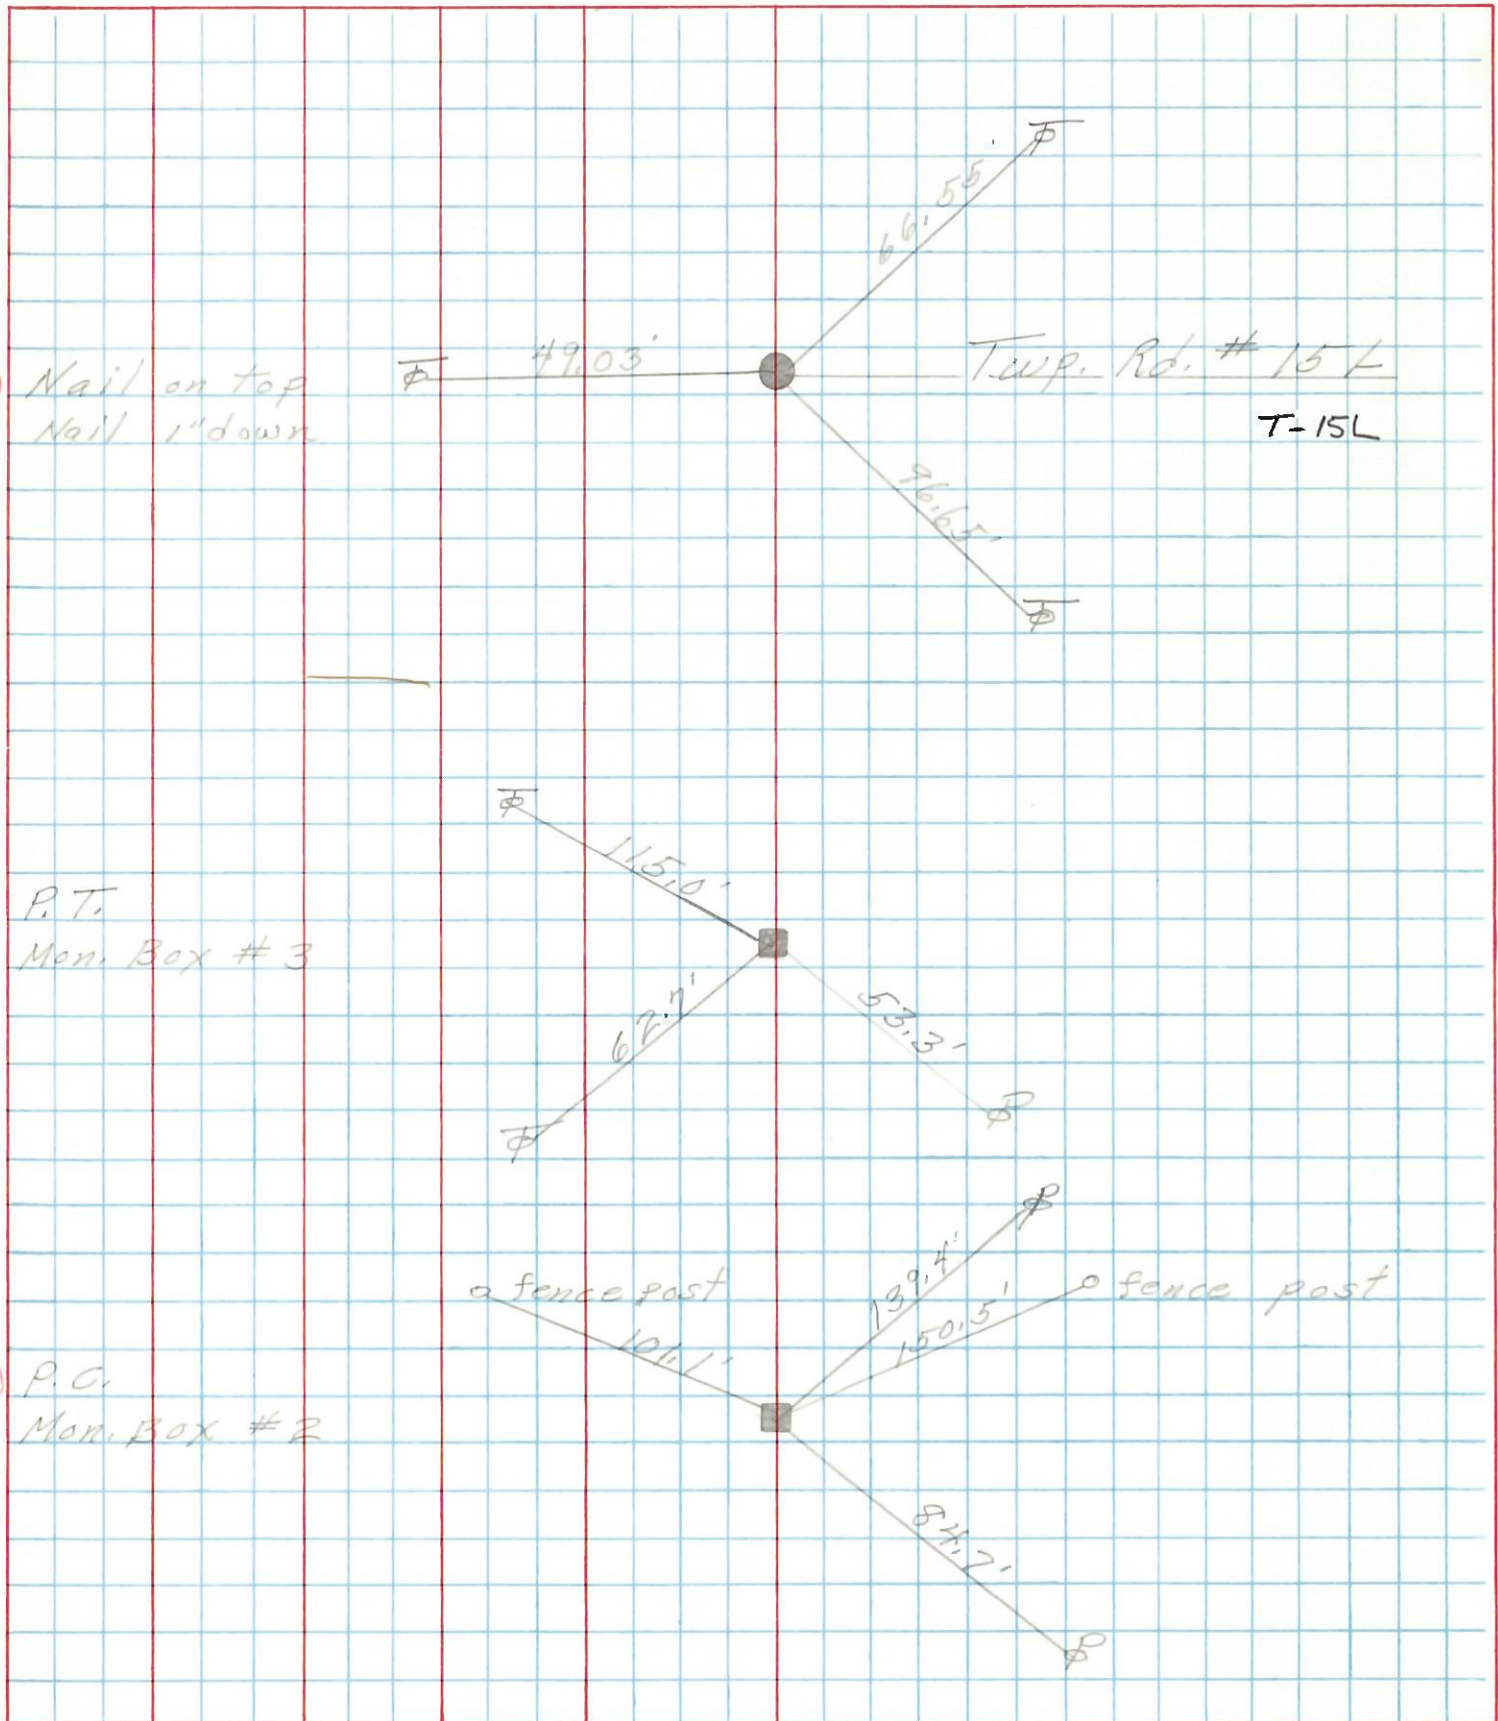 66.55'
49.03'
Twp. Rd. # 15 L
Nail on top
Nail 1" down
T-15L
96.65'
115.0'
P.T.
Mon. Box # 3
62.7'
53.3'
139.4'
fence post
150.5'
fence post
101.1'
P.C.
Mon. Box # 2
84.2'